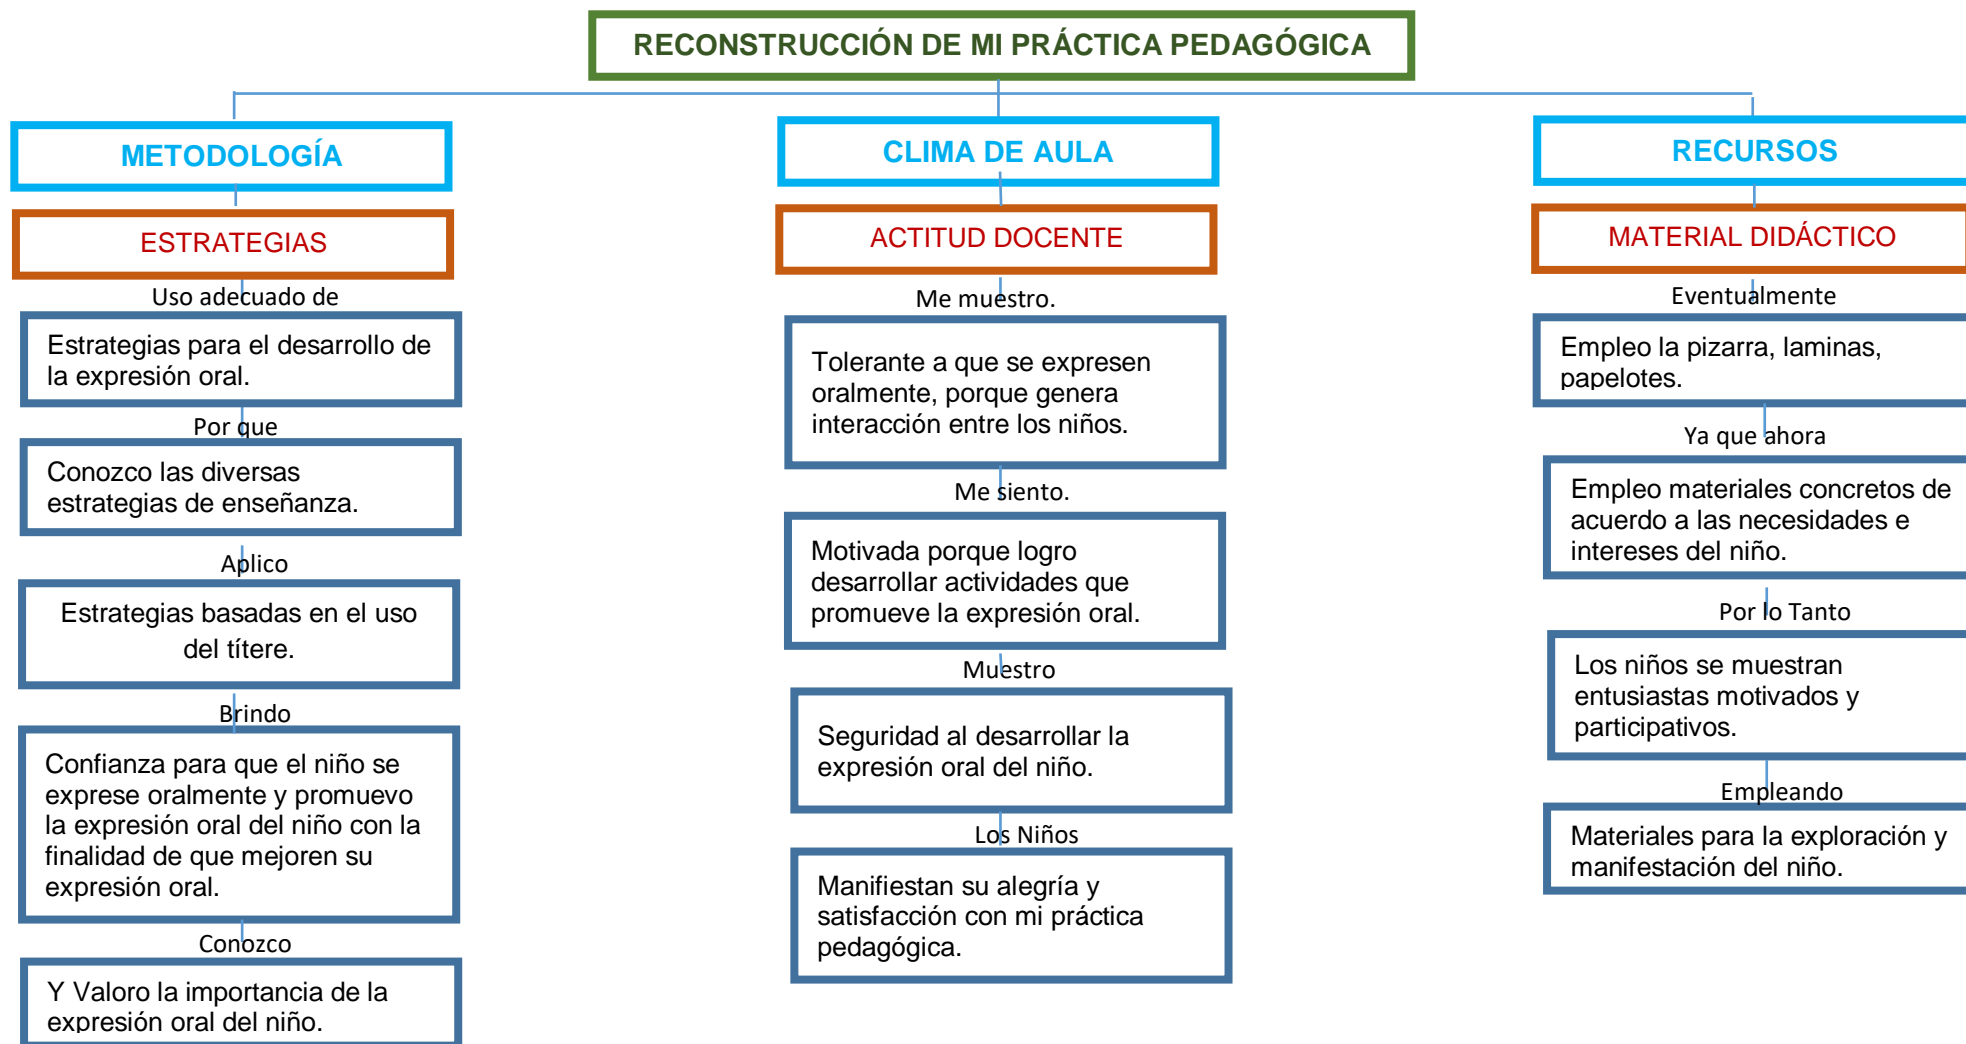 RECONSTRUCCIÓN DE MI PRÁCTICA PEDAGÓGICA
METODOLOGÍA
ESTRATEGIAS
Uso adecuado de
Estrategias para el desarrollo de
la expresión oral.
Por que
Conozco las diversas
estrategias de enseñanza.
Aplico
Estrategias basadas en el uso
del títere.
Brindo
Confianza para que el niño se
exprese oralmente y promuevo
la expresión oral del niño con la
finalidad de que mejoren su
expresión oral.
Conozco
Y Valoro la importancia de la
expresión oral del niño.
CLIMA DE AULA
ACTITUD DOCENTE
Me muestro.
Tolerante a que se expresen
oralmente, porque genera
interacción entre los niños.
Me siento.
Motivada porque logro
desarrollar actividades que
promueve la expresión oral.
Muestro
Seguridad al desarrollar la
expresión oral del niño.
Los Niños
Manifiestan su alegría y
satisfacción con mi práctica
pedagógica.
RECURSOS
MATERIAL DIDÁCTICO
Eventualmente
Empleo la pizarra, laminas,
papelotes.
Ya que ahora
Empleo materiales concretos de
acuerdo a las necesidades e
intereses del niño.
Por lo Tanto
Los niños se muestran
entusiastas motivados y
participativos.
Empleando
Materiales para la exploración y
manifestación del niño.